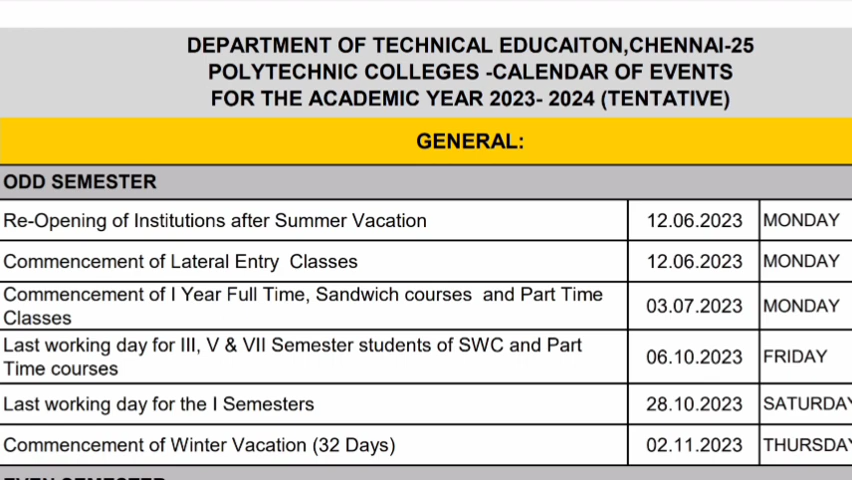 DEPARTMENT OF TECHNICAL EDUCAITON,CHENNAI-25
POLYTECHNIC COLLEGES -CALENDAR OF EVENTS
FOR THE ACADEMIC YEAR 2023- 2024 (TENTATIVE)
GENERAL:
ODD SEMESTER
Re-Opening of Institutions after Summer Vacation 12.06.2023 MONDAY
Commencement of Lateral Entry Classes 12.06.2023 MONDAY
Commencement of I Year Full Time, Sandwich courses and Part Time
Classes 03.07.2023 MONDAY
Last working day for III, V & VII Semester students of SWC and Part
Time courses 06.10.2023 FRIDAY
Last working day for the I Semesters 28.10.2023 SATURDAY
Commencement of Winter Vacation (32 Days) 02.11.2023 THURSDAY
EVEN SEMESTER